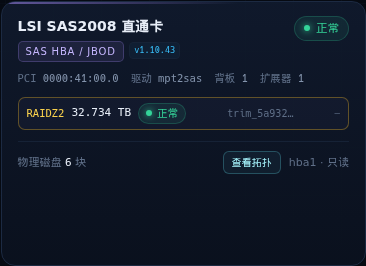 LSI SAS2008 直通卡
正常
SAS HBA / JBOD
v1.10.43
PCI 0000:41:00.0 驱动 mpt2sas 背板 1 扩展器 1
RAIDZ2 32.734 TB 正常 trim_5a932… —
物理磁盘 6 块 查看拓扑 hba1 · 只读